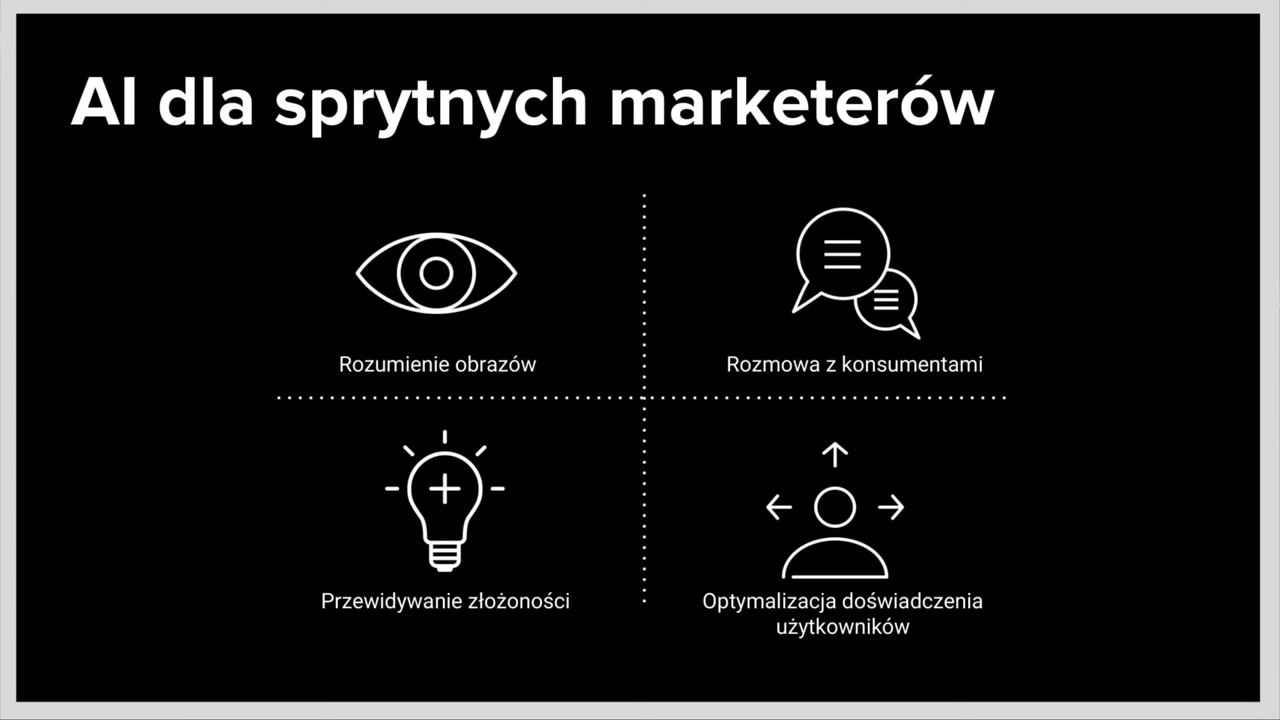 AI dla sprytnych marketerów
Rozumienie obrazów
Rozmowa z konsumentami
Przewidywanie złożoności
Optymalizacja doświadczenia
użytkowników